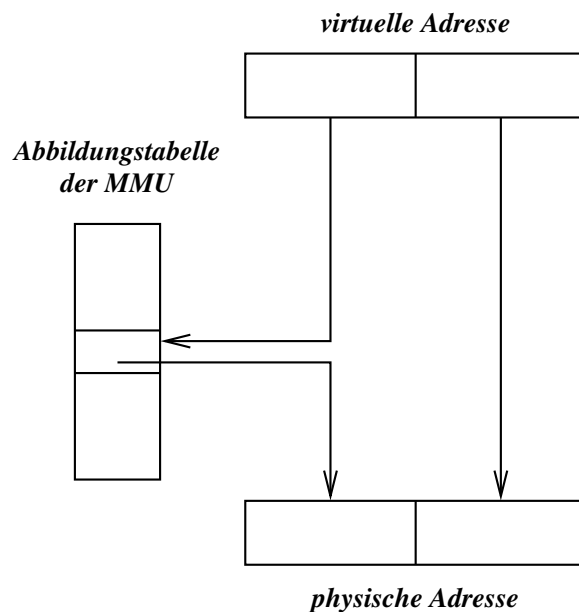 virtuelle Adresse
Abbildungstabelle
der MMU
physische Adresse